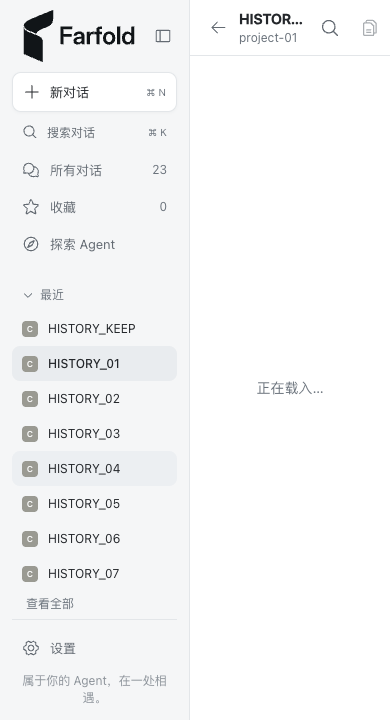 Farfold
新对话 ⌘ N
搜索对话 ⌘ K
所有对话 23
收藏 0
探索 Agent
最近
C HISTORY_KEEP
C HISTORY_01
C HISTORY_02
C HISTORY_03
C HISTORY_04
C HISTORY_05
C HISTORY_06
C HISTORY_07
查看全部
设置
属于你的 Agent，在一处相
遇。
HISTOR...
project-01
正在载入...